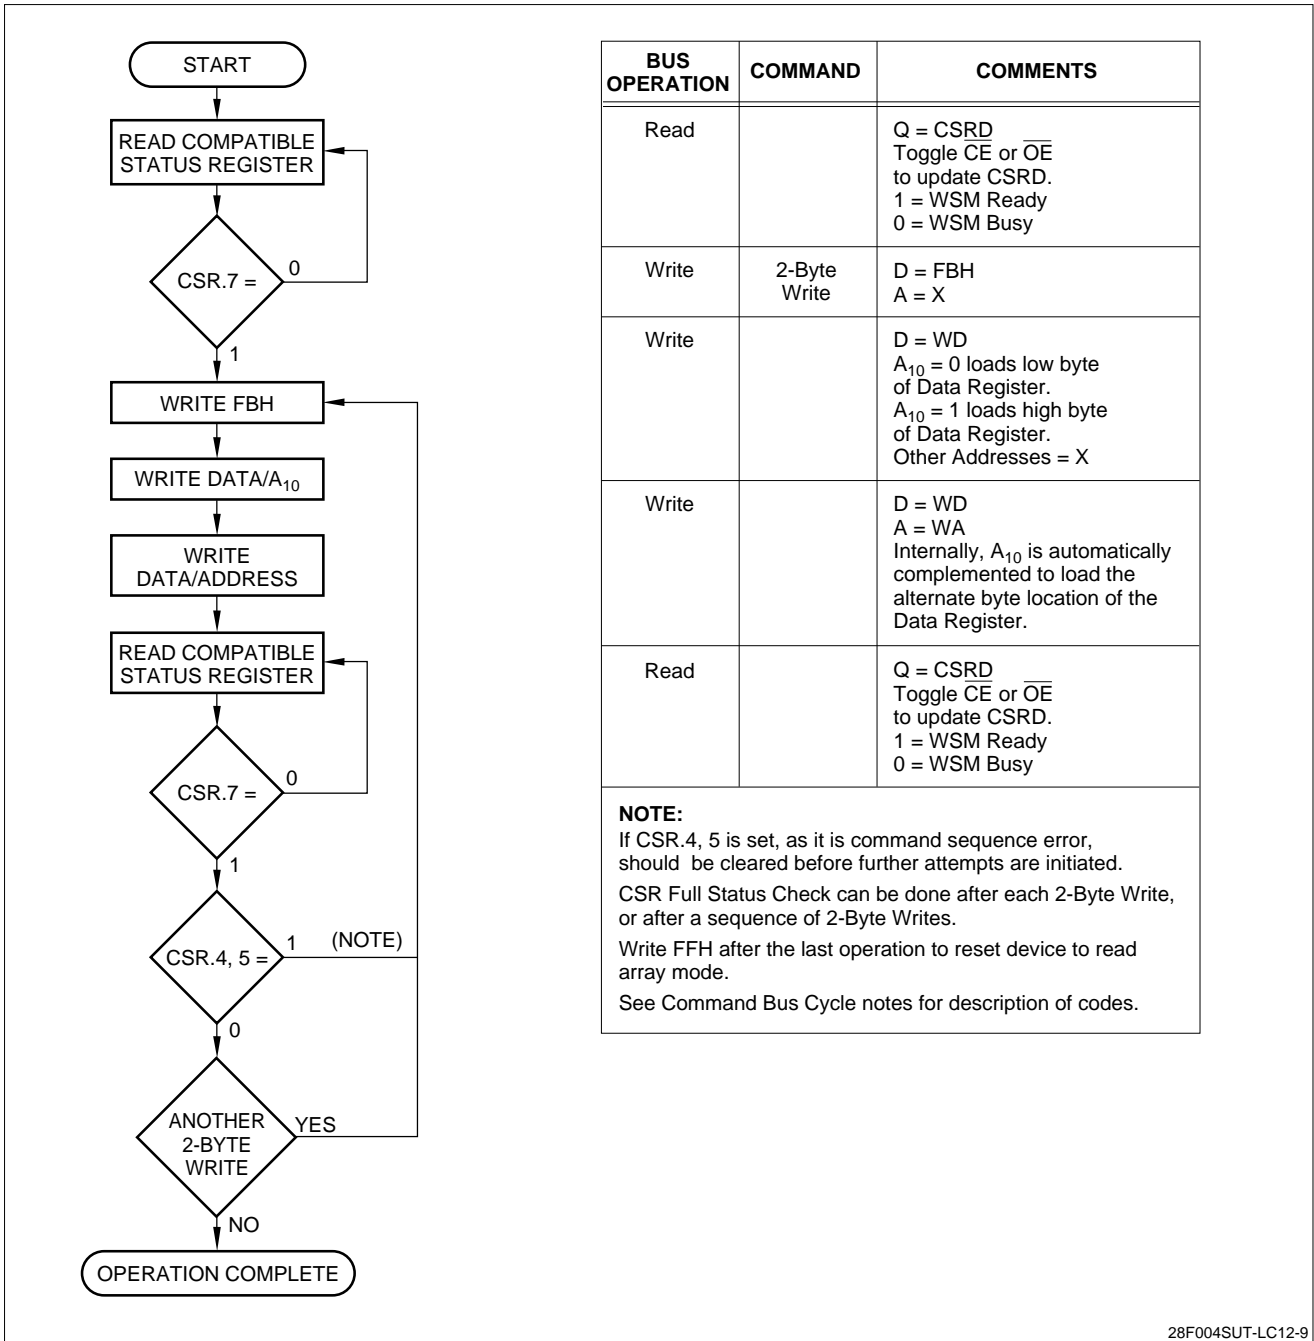 START
READ COMPATIBLE
STATUS REGISTER
CSR.7 =
0
1
WRITE FBH
WRITE DATA/A10
WRITE
DATA/ADDRESS
READ COMPATIBLE
STATUS REGISTER
CSR.7 =
0
1
CSR.4, 5 =
1
(NOTE)
0
ANOTHER
2-BYTE
WRITE
YES
NO
OPERATION COMPLETE
BUS
OPERATION
COMMAND
COMMENTS
Read
Q = CSRD
Toggle C̅E̅ or O̅E̅
to update CSRD.
1 = WSM Ready
0 = WSM Busy
Write
2-Byte
Write
D = FBH
A = X
Write
D = WD
A10 = 0 loads low byte
of Data Register.
A10 = 1 loads high byte
of Data Register.
Other Addresses = X
Write
D = WD
A = WA
Internally, A10 is automatically
complemented to load the
alternate byte location of the
Data Register.
Read
Q = CSRD
Toggle C̅E̅ or O̅E̅
to update CSRD.
1 = WSM Ready
0 = WSM Busy
NOTE:
If CSR.4, 5 is set, as it is command sequence error,
should be cleared before further attempts are initiated.
CSR Full Status Check can be done after each 2-Byte Write,
or after a sequence of 2-Byte Writes.
Write FFH after the last operation to reset device to read
array mode.
See Command Bus Cycle notes for description of codes.
28F004SUT-LC12-9